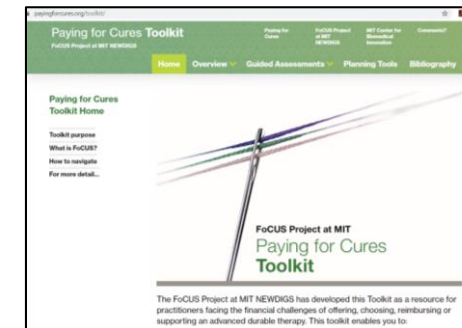 payingforcures.org/toolkit/
Paying for Cures Toolkit
FoCUS Project at MIT NEWDIGS
Paying for
Cures
FoCUS Project
at MIT
NEWDIGS
MIT Center for
Biomedical
Innovation
Comments?
Home Overview Guided Assessments Planning Tools Bibliography
Paying for Cures
Toolkit Home
Toolkit purpose
What is FoCUS?
How to navigate
For more detail...
FoCUS Project at MIT
Paying for Cures
Toolkit
The FoCUS Project at MIT NEWDIGS has developed this Toolkit as a resource for
practitioners facing the financial challenges of offering, choosing, reimbursing or
supporting an advanced durable therapy. This toolkit enables you to: